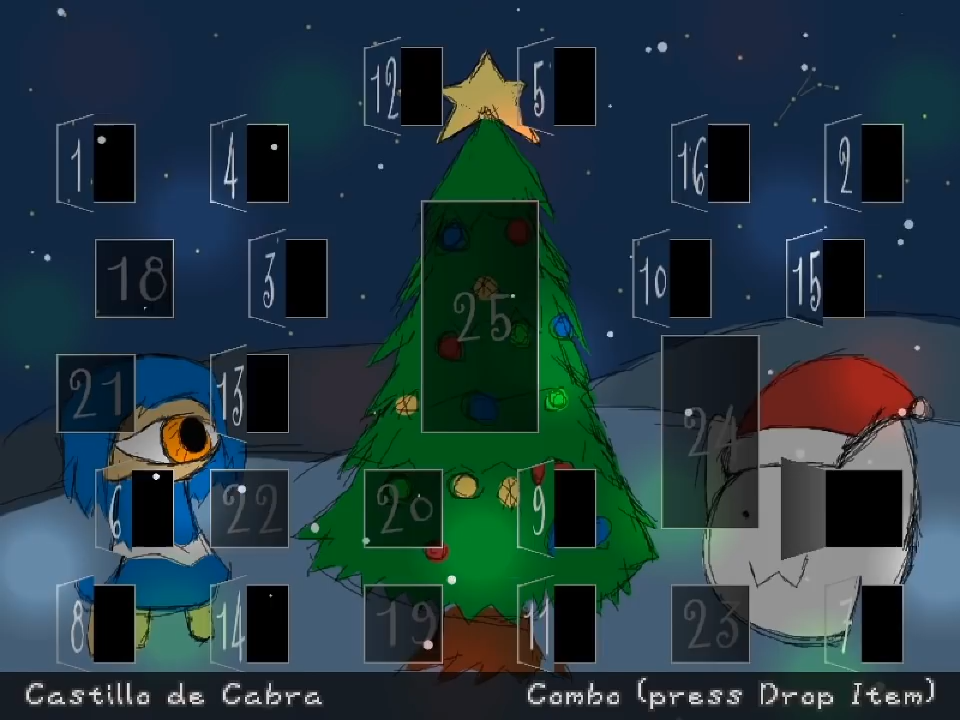 12 5
1 4 16 2
18 3 25 10 15
21 13 24
6 22 20 9
8 14 19 11 23 7
Castillo de Cabra Combo (press Drop Item)